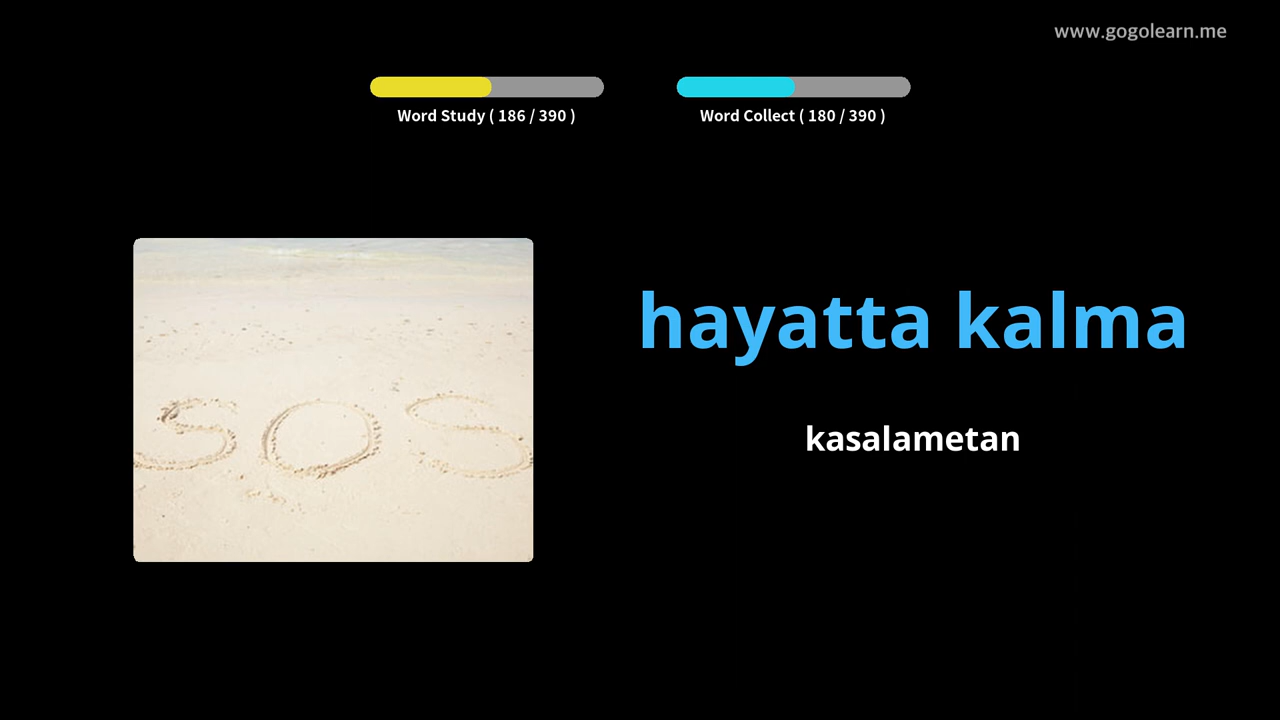 www.gogolearn.me
Word Study ( 186 / 390 )
Word Collect ( 180 / 390 )
hayatta kalma
kasalametan
SOS